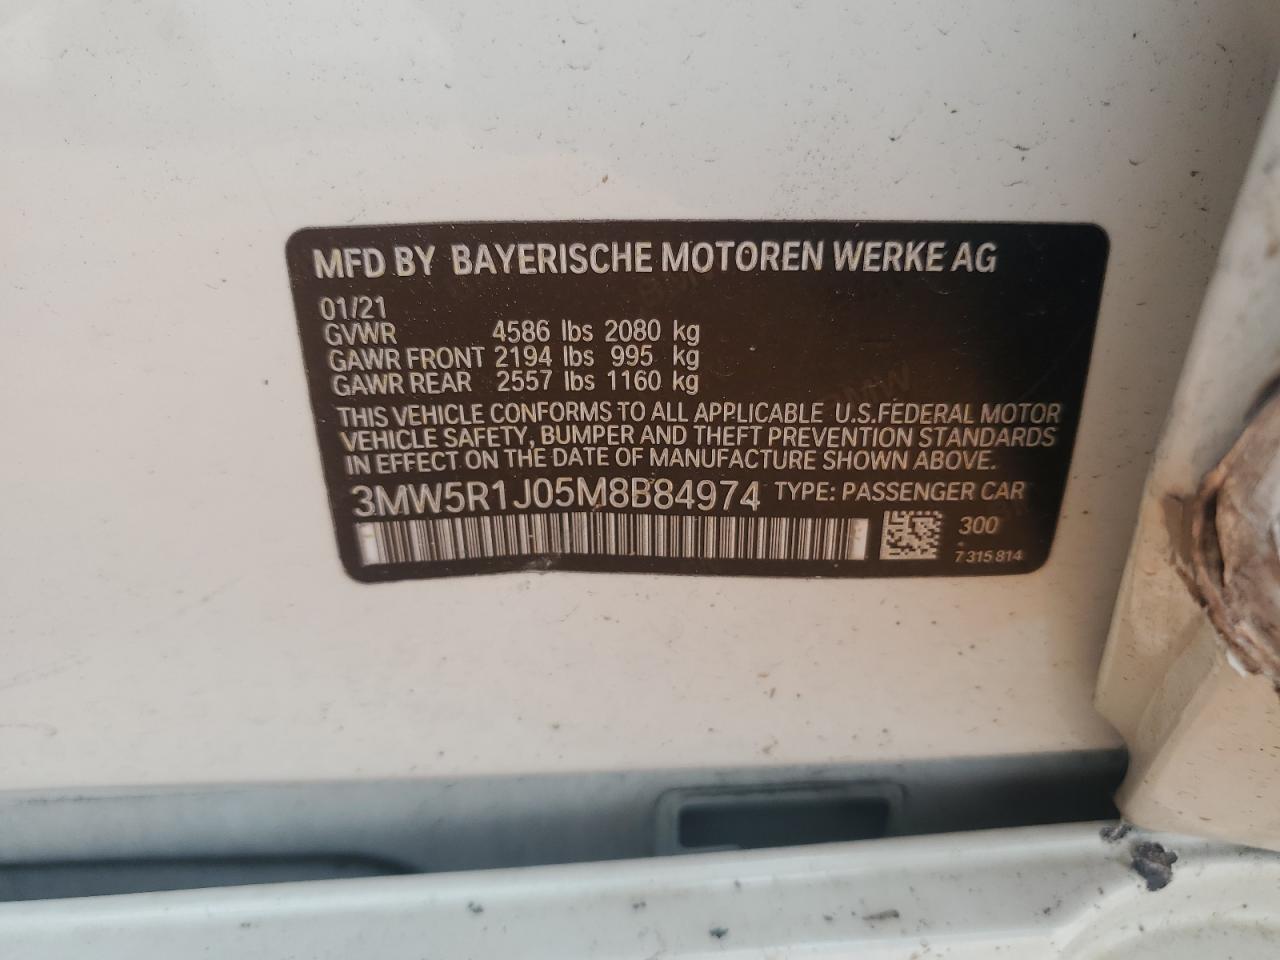 MFD BY BAYERISCHE MOTOREN WERKE AG
01/21
GVWR 4586 lbs 2080 kg
GAWR FRONT 2194 lbs 995 kg
GAWR REAR 2557 lbs 1160 kg
THIS VEHICLE CONFORMS TO ALL APPLICABLE U.S.FEDERAL MOTOR
VEHICLE SAFETY, BUMPER AND THEFT PREVENTION STANDARDS
IN EFFECT ON THE DATE OF MANUFACTURE SHOWN ABOVE.
3MW5R1J05M8B84974 TYPE: PASSENGER CAR
300
7 315 814